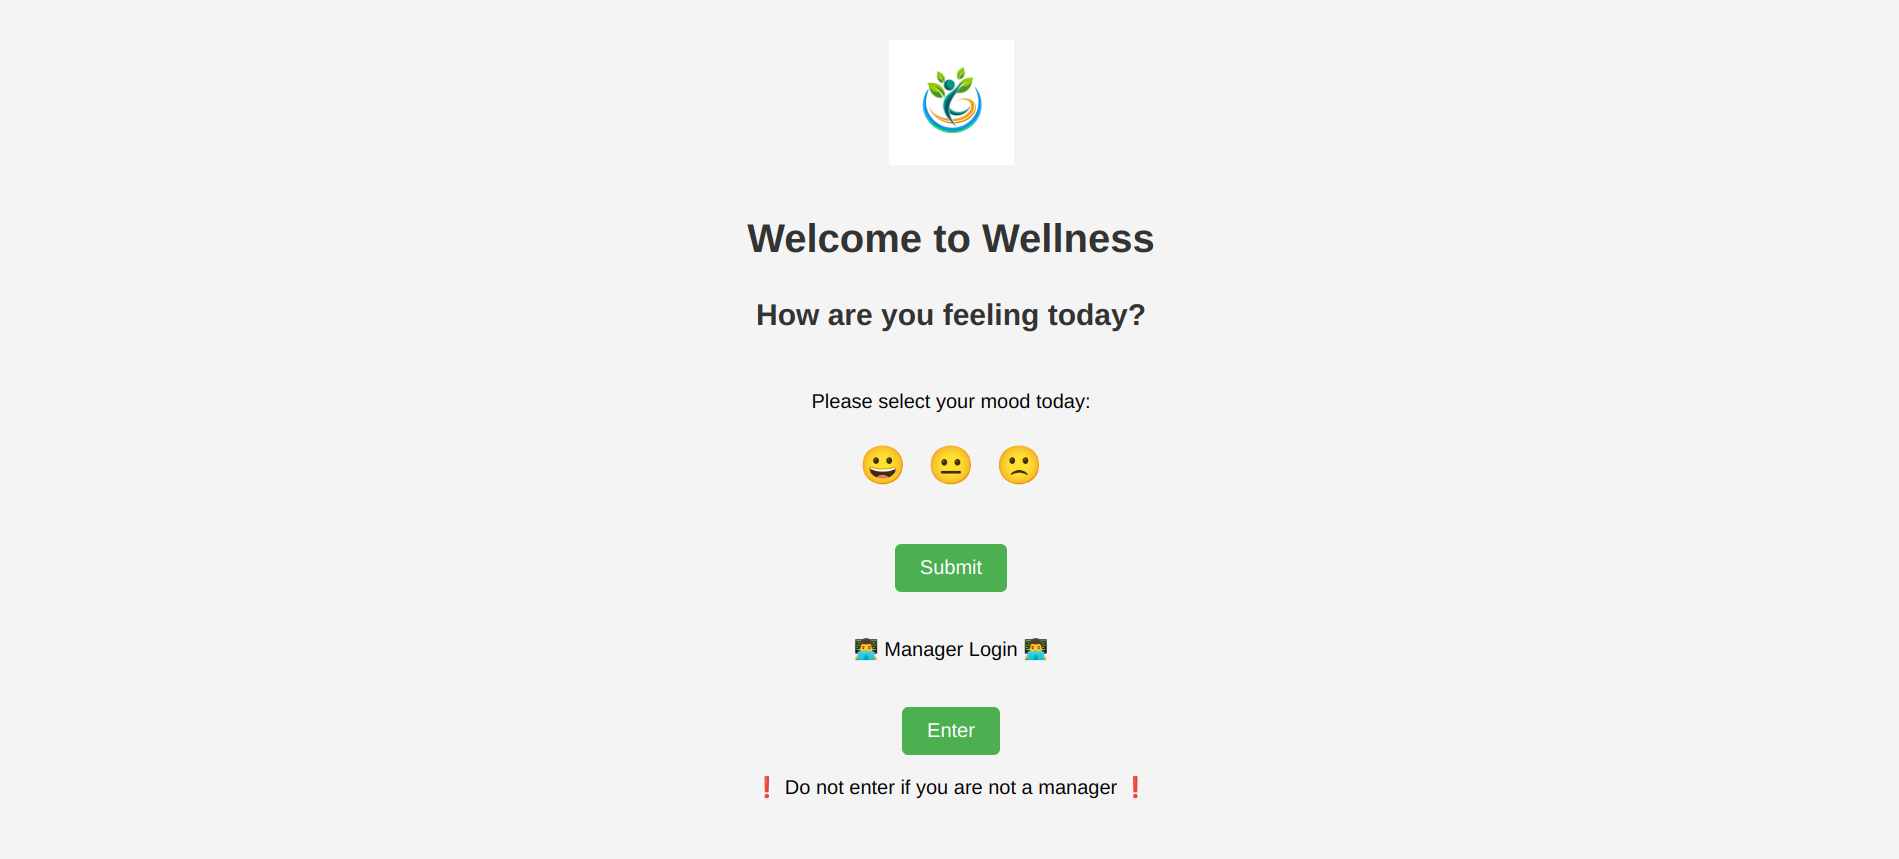 Welcome to Wellness
How are you feeling today?
Please select your mood today:
😀 😐 🙁
Submit
👨‍💻 Manager Login 👨‍💻
Enter
❗ Do not enter if you are not a manager ❗